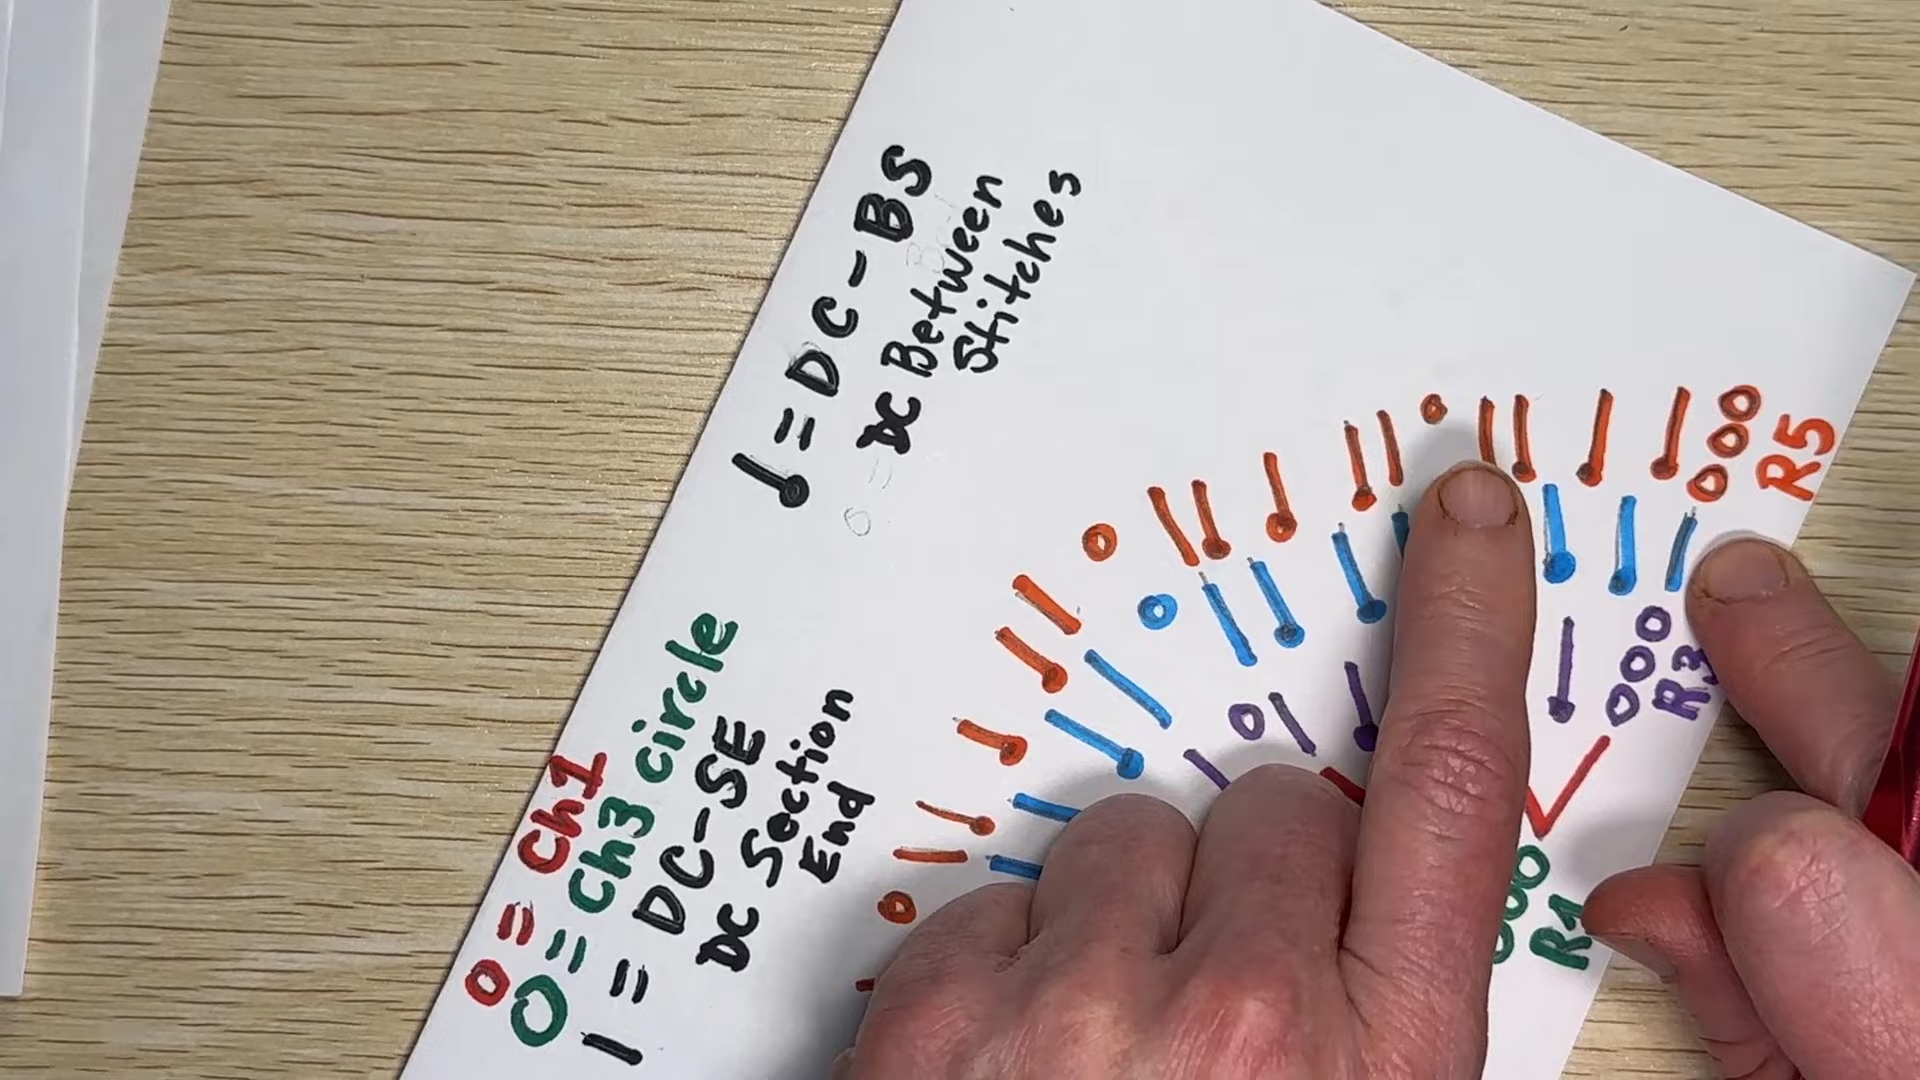 o = Ch1
O = Ch3 circle
| = DC-SE
DC Section
End
= DC-BS
DC Between
Stitches
R5
R3
R1